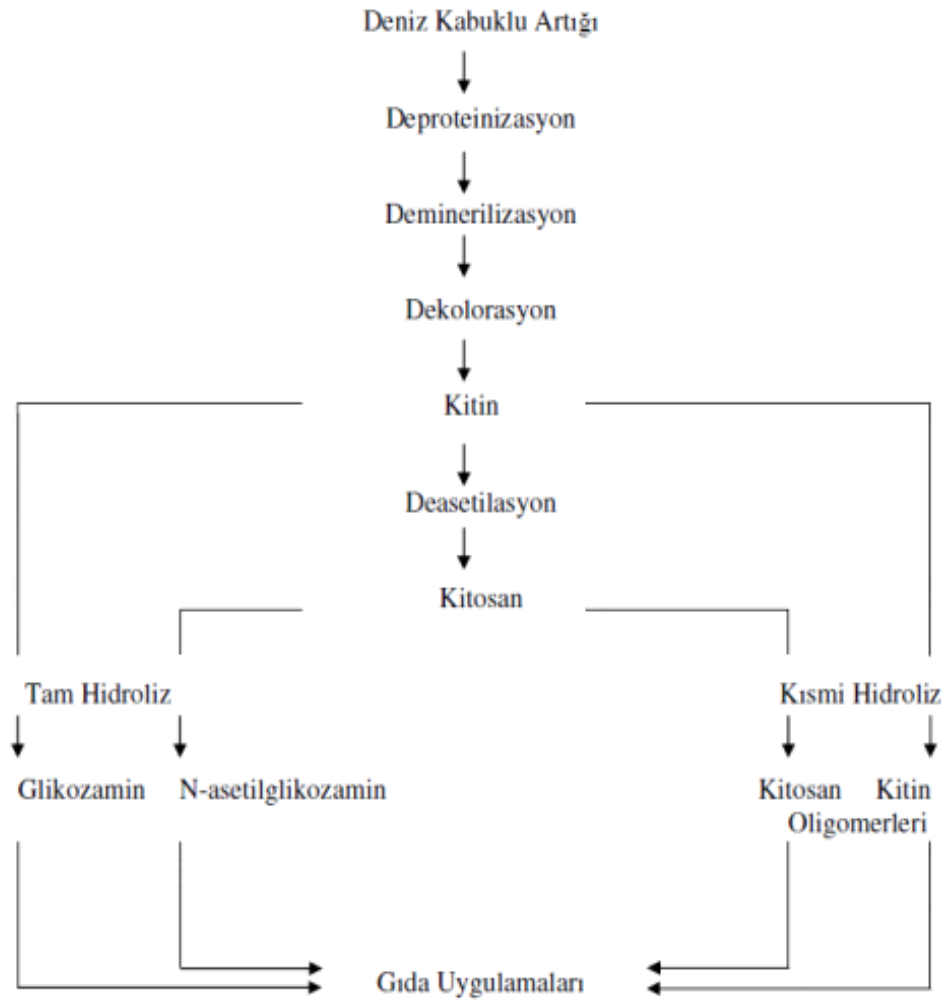 Deniz Kabuklu Artığı
Deproteinizasyon
Deminerilizasyon
Dekolorasyon
Kitin
Deasetilasyon
Kitosan
Tam Hidroliz
Kısmi Hidroliz
Glikozamin N-asetilglikozamin
Kitosan Kitin
Oligomerleri
Gıda Uygulamaları